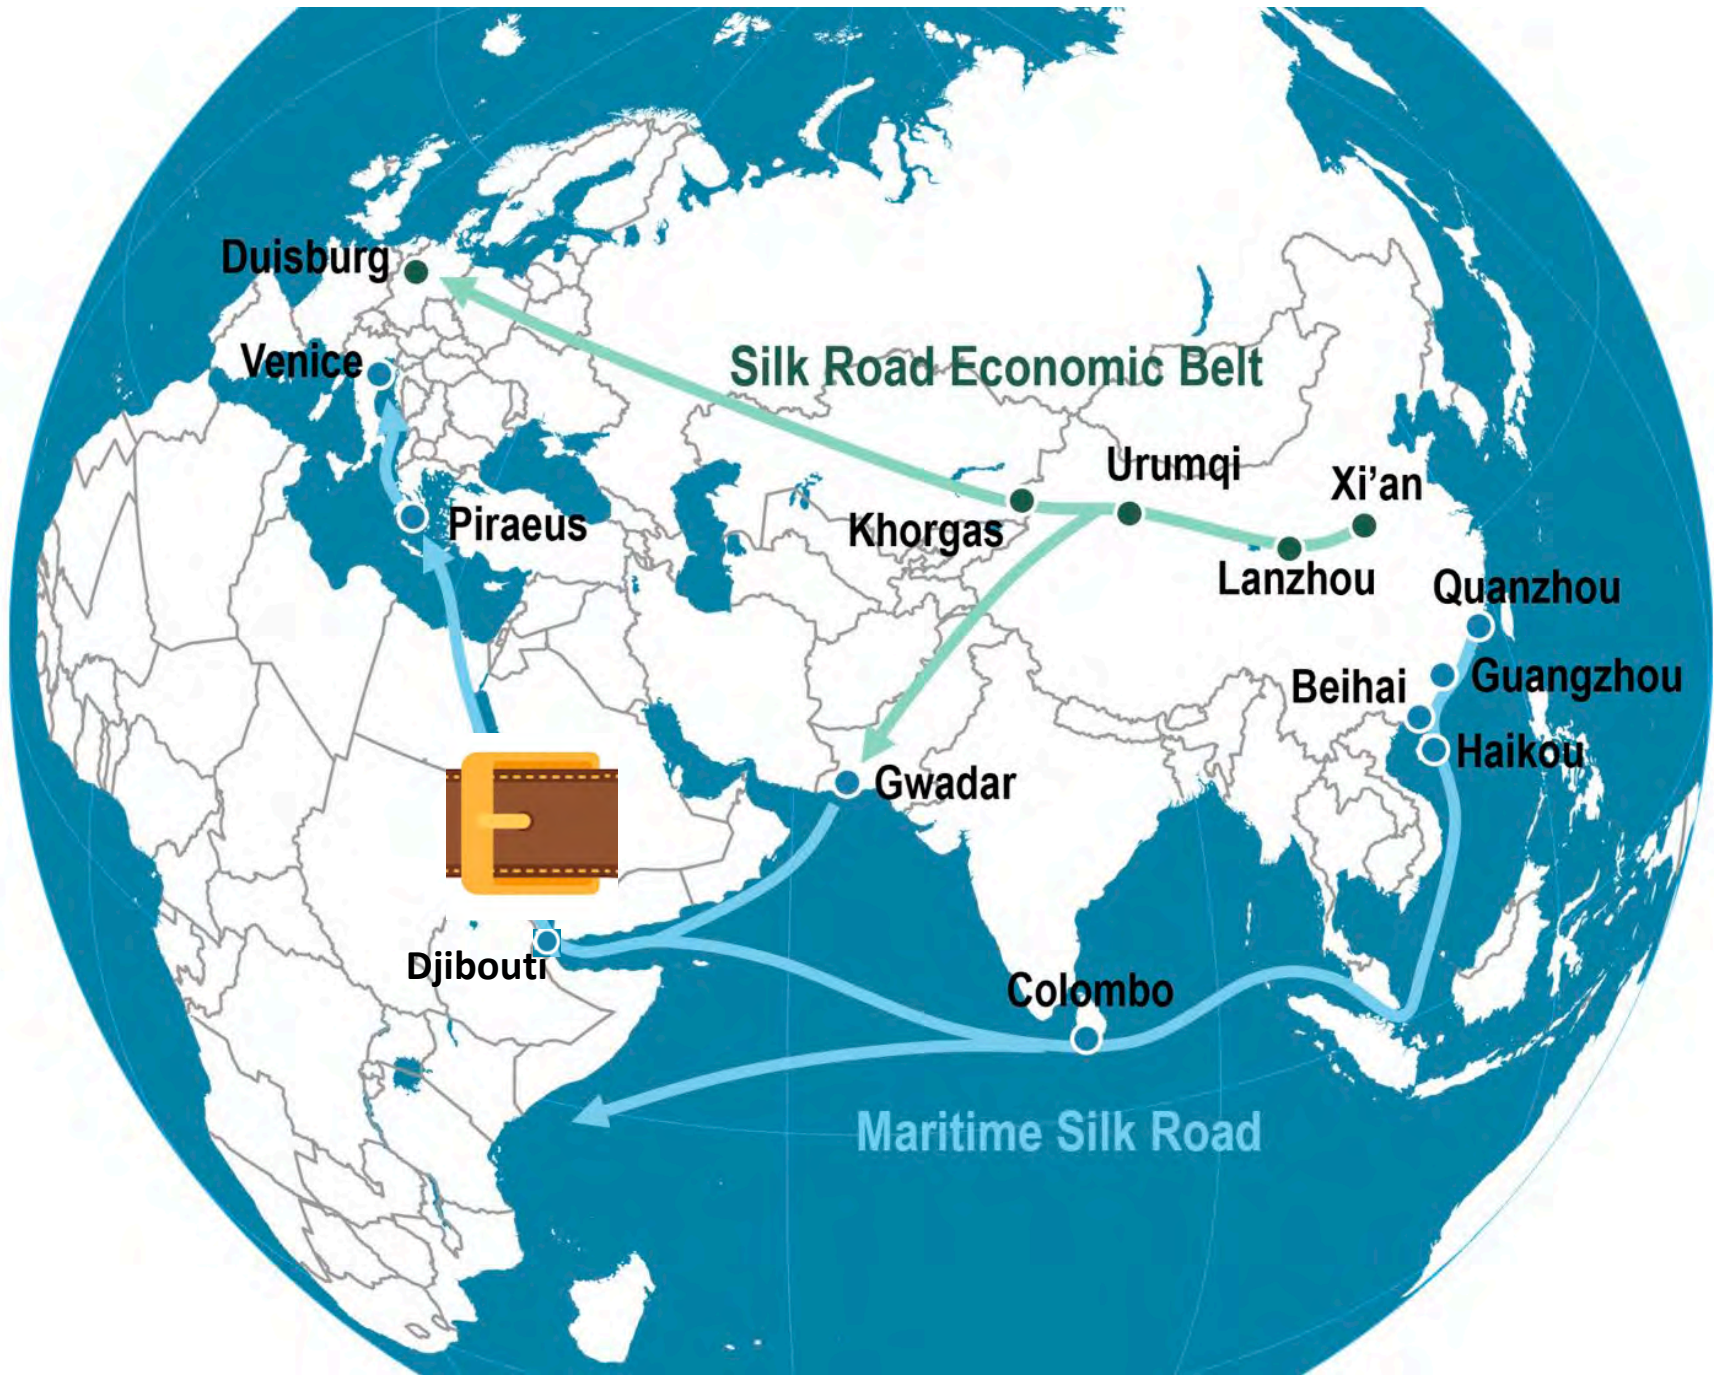 Duisburg
Venice
Silk Road Economic Belt
Urumqi
Xi’an
Piraeus
Khorgas
Lanzhou
Quanzhou
Beihai
Guangzhou
Haikou
Gwadar
Djibouti
Colombo
Maritime Silk Road